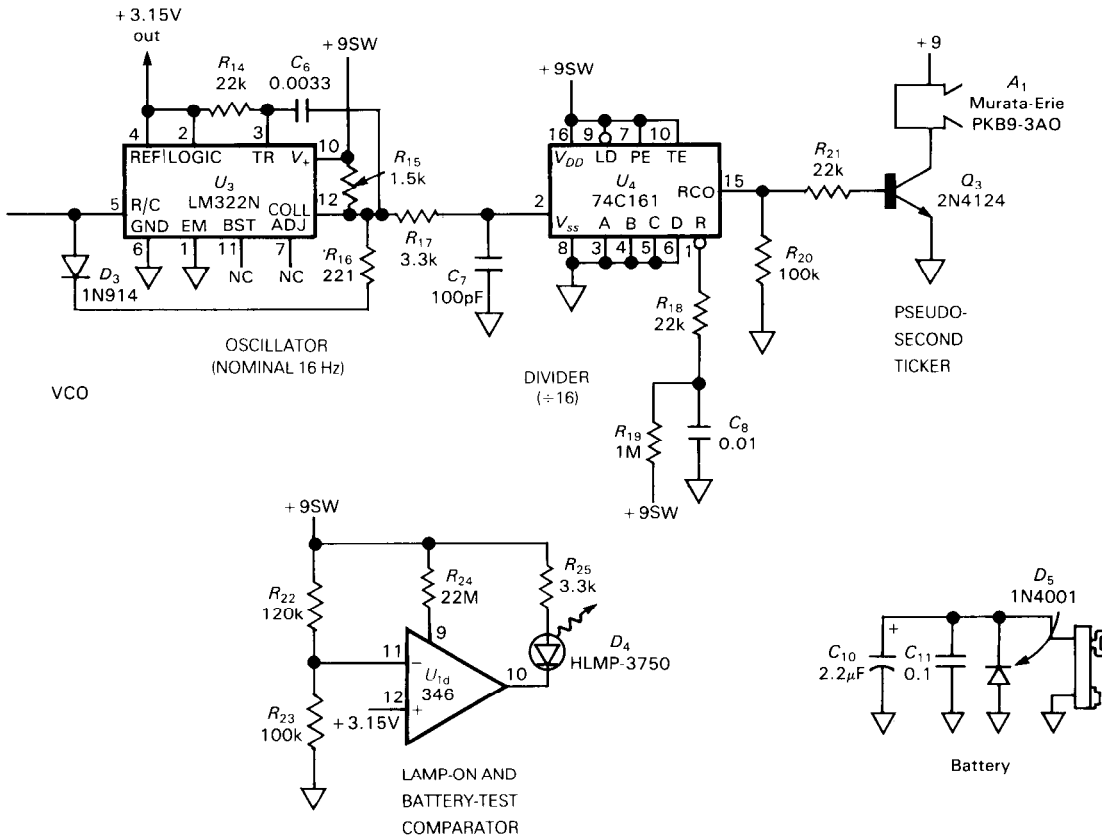 +3.15V
out
R14
22k
C6
0.0033
+9SW
4
2
3
REF
LOGIC
TR
V+
10
R15
1.5k
U3
LM322N
5
R/C
COLL
12
GND
EM
BST
ADJ
6
1
11
7
NC
NC
D3
1N914
R16
221
R17
3.3k
C7
100pF
OSCILLATOR
(NOMINAL 16 Hz)
VCO
+9SW
16
9
7
10
VDD
LD
PE
TE
U4
74C161
RCO
15
2
Vss
A
B
C
D
R
8
3
4
5
6
1
R18
22k
DIVIDER
(÷16)
R19
1M
C8
0.01
+9SW
R20
100k
R21
22k
+9
A1
Murata-Erie
PKB9-3AO
Q3
2N4124
PSEUDO-
SECOND
TICKER
+9SW
R22
120k
R23
100k
R24
22M
R25
3.3k
9
11
−
U1d
346
12
+
+3.15V
10
D4
HLMP-3750
LAMP-ON AND
BATTERY-TEST
COMPARATOR
+
C10
2.2μF
C11
0.1
D5
1N4001
Battery